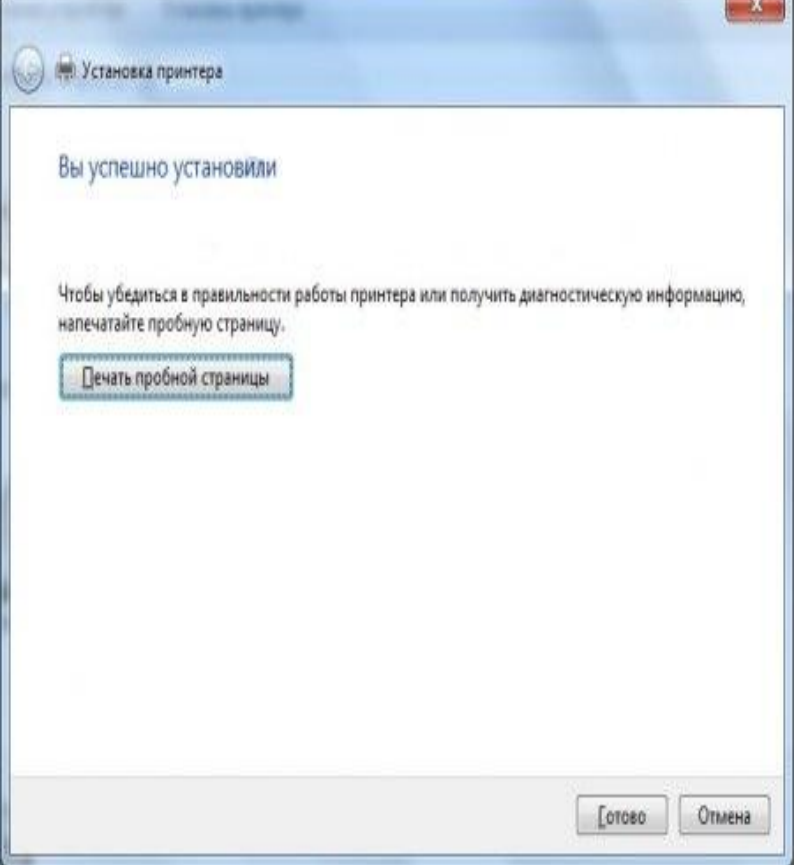 Установка принтера
Вы успешно установили
Чтобы убедиться в правильности работы принтера или получить диагностическую информацию,
напечатайте пробную страницу.
Печать пробной страницы
Готово
Отмена